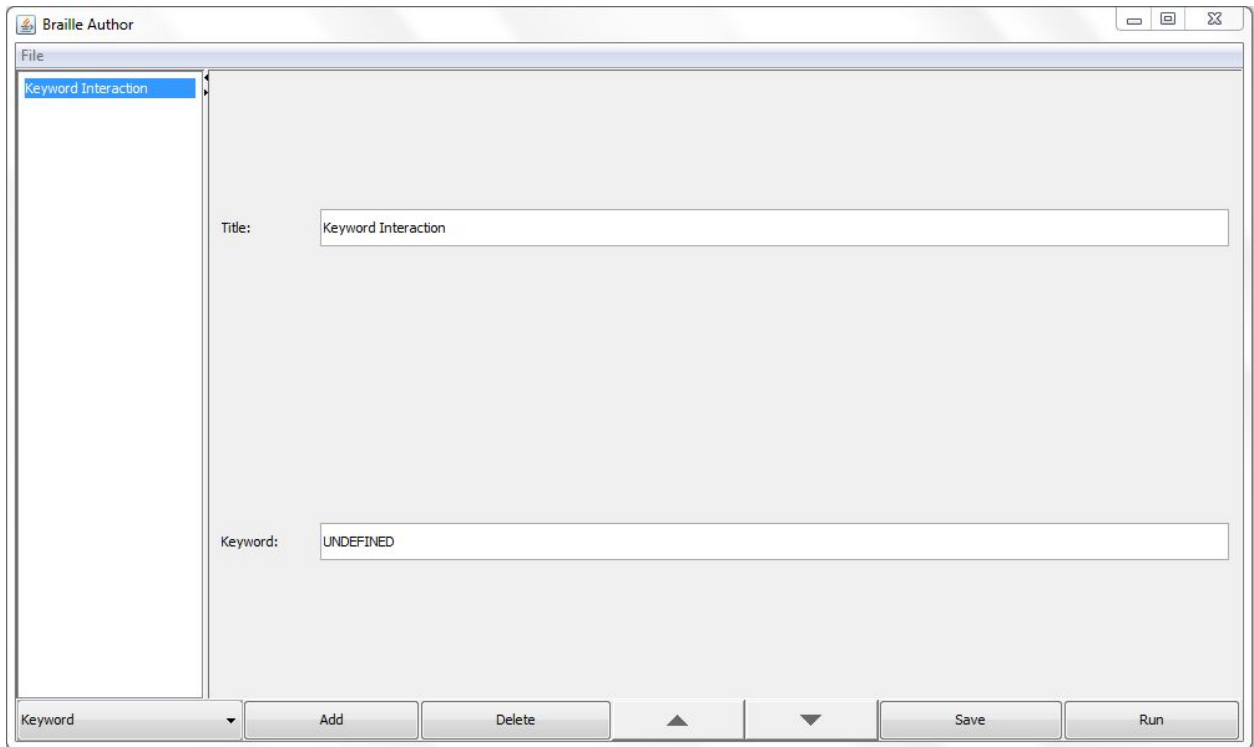 Braille Author
File
Keyword Interaction
Title: Keyword Interaction
Keyword: UNDEFINED
Keyword Add Delete Save Run